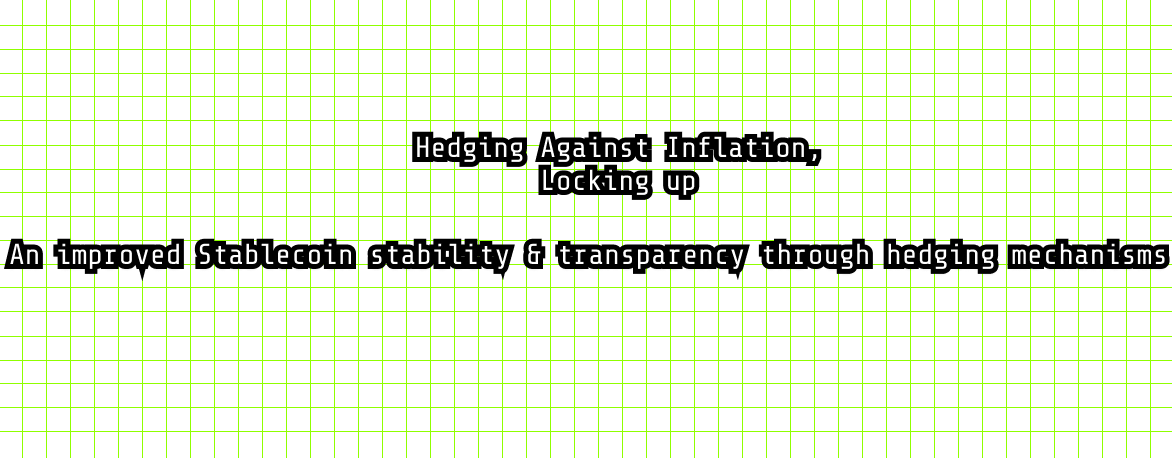 Hedging Against Inflation,
Locking up
An improved Stablecoin stability & transparency through hedging mechanisms